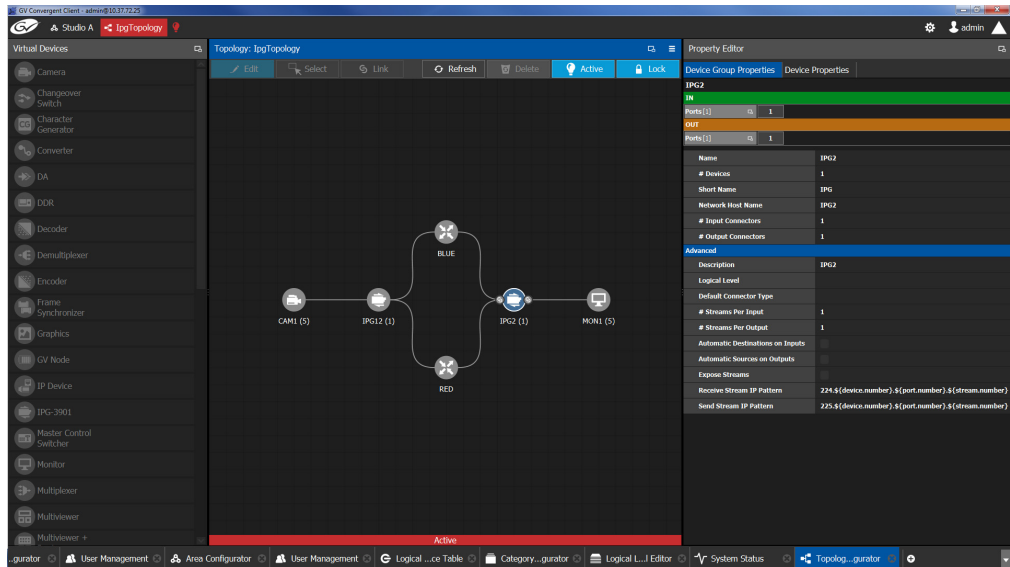 GV Convergent Client - admin@10.37.72.25
GV Studio A IpgTopology admin
Virtual Devices
Camera
Changeover
Switch
CG Character
Generator
Converter
DA
DDR
Decoder
Demultiplexer
Encoder
Frame
Synchronizer
Graphics
GV Node
IP Device
IPG-3901
Master Control
Switcher
Monitor
Multiplexer
Multiviewer
Multiviewer +
Topology: IpgTopology
Edit Select Link Refresh Delete Active Lock
BLUE
CAM1 (5) IPG12 (1) IPG2 (1) MON1 (5)
RED
Active
Property Editor
Device Group Properties Device Properties
IPG2
IN
Ports [1] 1
OUT
Ports [1] 1
Name IPG2
# Devices 1
Short Name IPG
Network Host Name IPG2
# Input Connectors 1
# Output Connectors 1
Advanced
Description IPG2
Logical Level
Default Connector Type
# Streams Per Input 1
# Streams Per Output 1
Automatic Destinations on Inputs
Automatic Sources on Outputs
Expose Streams
Receive Stream IP Pattern 224.${device.number}.${port.number}.${stream.number}
Send Stream IP Pattern 225.${device.number}.${port.number}.${stream.number}
..gurator User Management Area Configurator User Management Logical ...ce Table Category...gurator Logical L...l Editor System Status Topolog...gurator